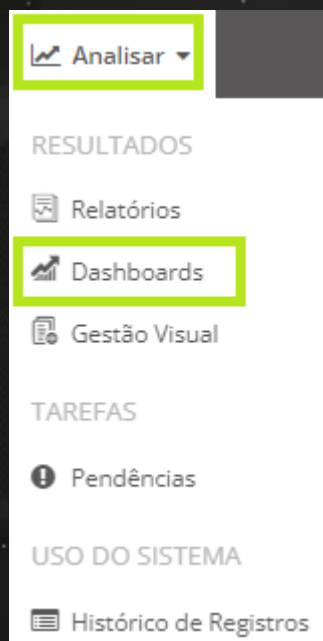 Analisar
RESULTADOS
Relatórios
Dashboards
Gestão Visual
TAREFAS
Pendências
USO DO SISTEMA
Histórico de Registros